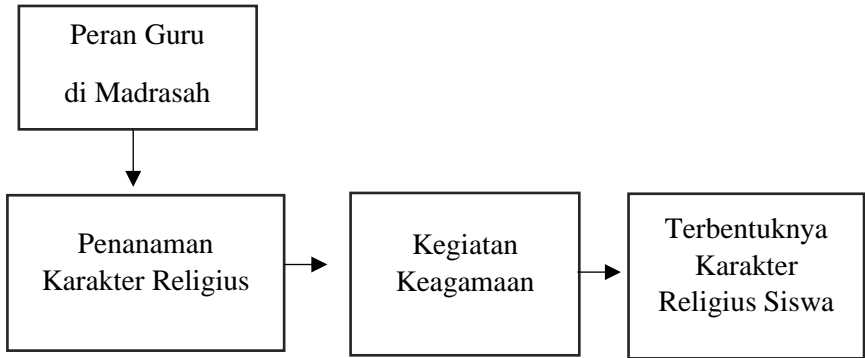 Peran Guru
di Madrasah
Penanaman
Karakter Religius
Kegiatan
Keagamaan
Terbentuknya
Karakter
Religius Siswa